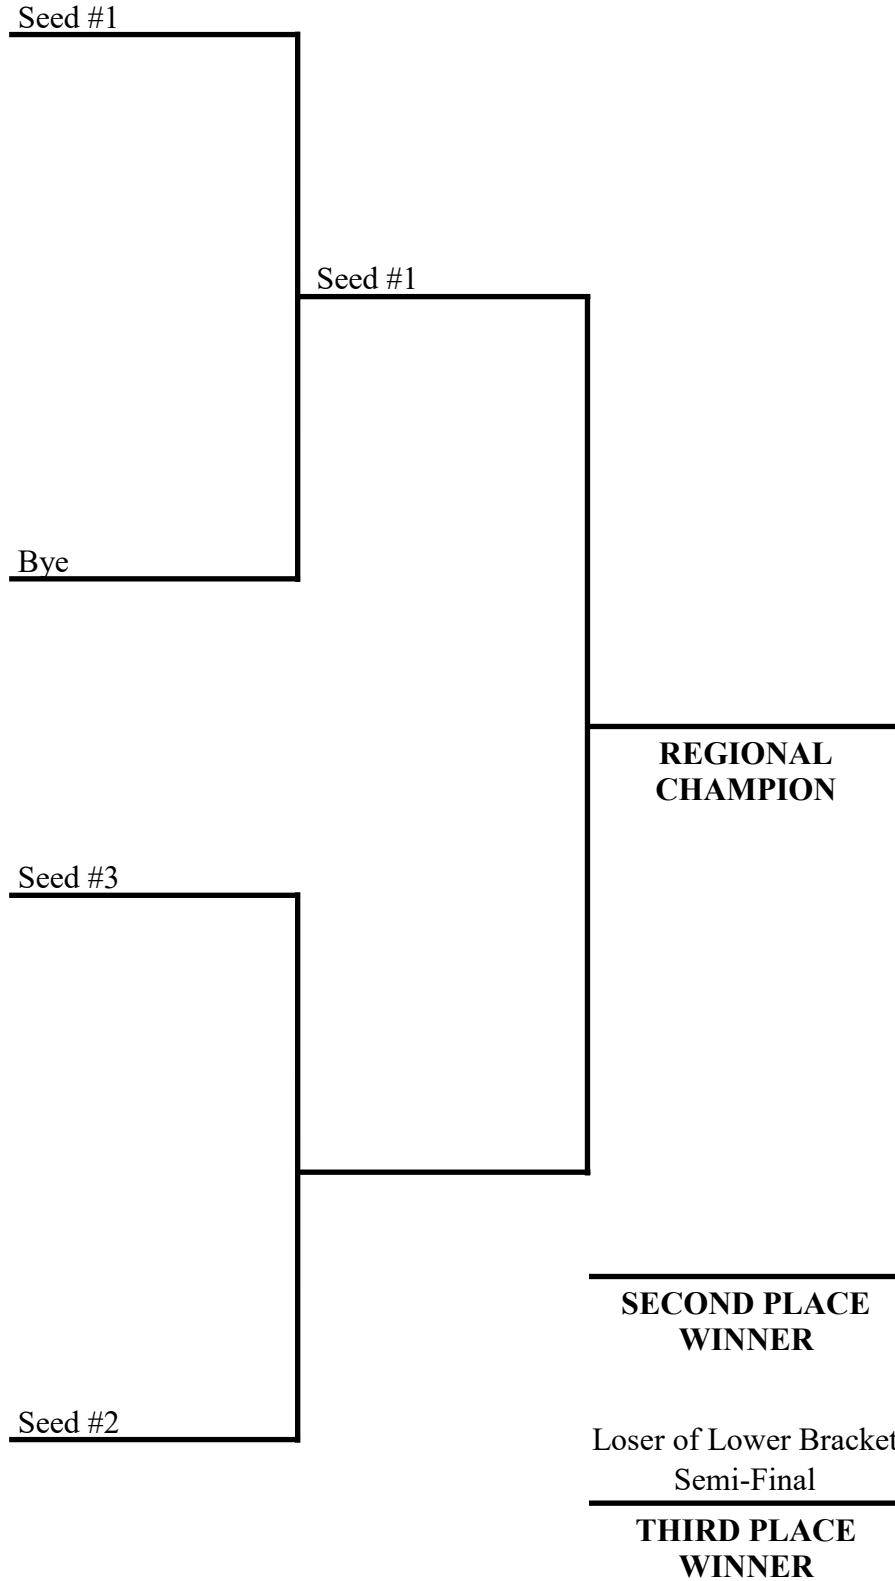 Seed #1
Seed #1
Bye
REGIONAL
CHAMPION
Seed #3
SECOND PLACE
WINNER
Seed #2
Loser of Lower Bracket
Semi-Final
THIRD PLACE
WINNER